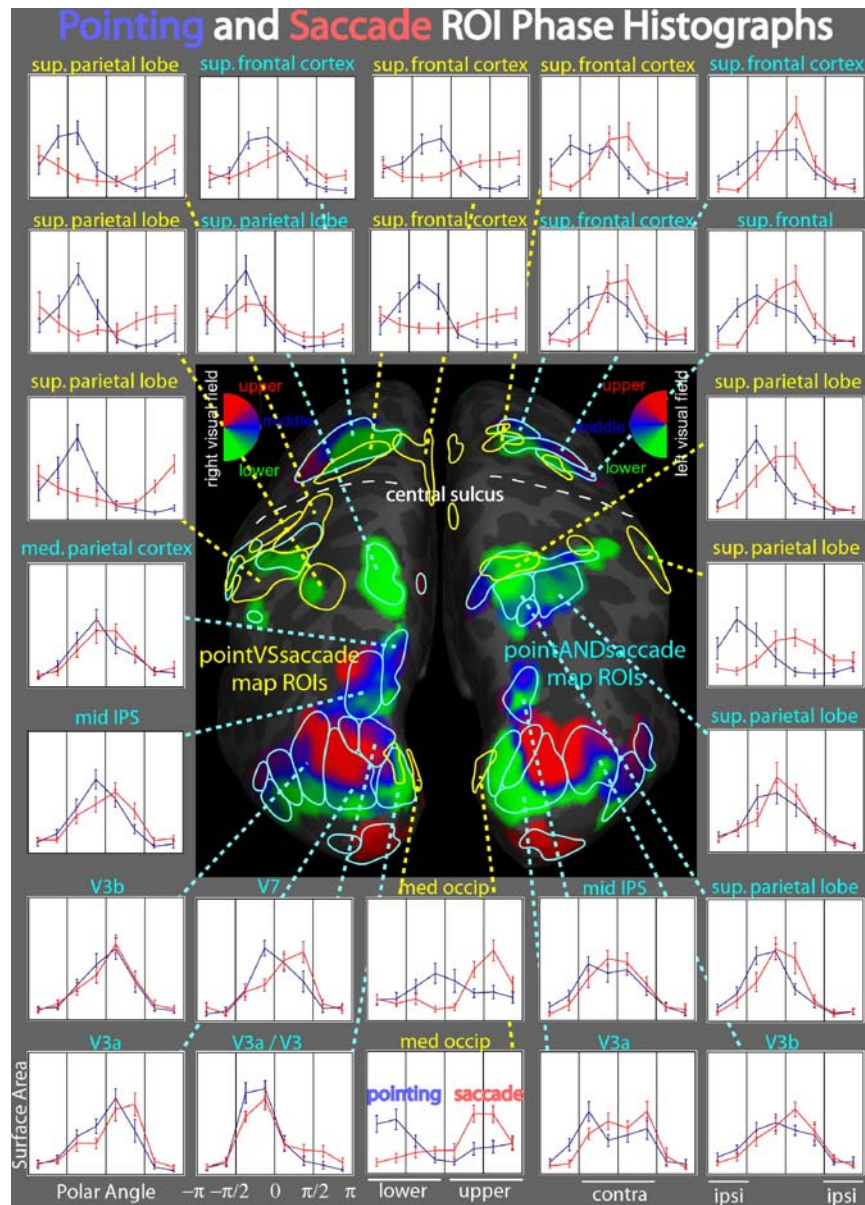 Pointing and Saccade ROI Phase Histographs
sup. parietal lobe
sup. frontal cortex
sup. frontal cortex
sup. frontal cortex
sup. frontal cortex
sup. parietal lobe
sup. parietal lobe
sup. frontal cortex
sup. frontal cortex
sup. frontal
sup. parietal lobe
right visual field
upper
middle
lower
upper
middle
lower
left visual field
sup. parietal lobe
central sulcus
med. parietal cortex
sup. parietal lobe
pointVSsaccade
map ROIs
pointANDsaccade
map ROIs
mid IPS
sup. parietal lobe
V3b
V7
med occip
mid IPS
sup. parietal lobe
V3a
V3a / V3
med occip
V3a
V3b
pointing
saccade
Surface Area
Polar Angle
−π −π/2 0 π/2 π
lower
upper
contra
ipsi
ipsi